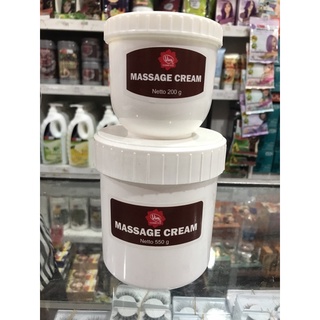 MASSAGE CREAM
Netto 200 g
MASSAGE CREAM
Netto 550 g